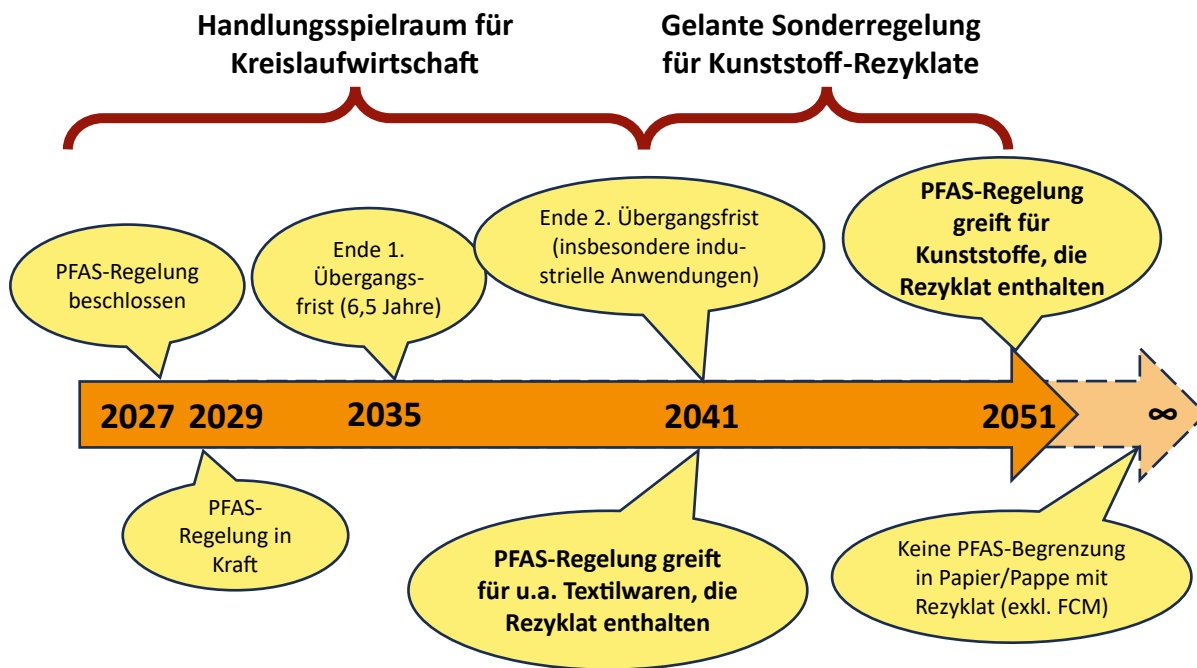 Handlungsspielraum für
Kreislaufwirtschaft
Gelante Sonderregelung
für Kunststoff-Rezyklate
PFAS-Regelung
beschlossen
Ende 1.
Übergangs-
frist (6,5 Jahre)
Ende 2. Übergangsfrist
(insbesondere indu-
strielle Anwendungen)
PFAS-Regelung
greift für
Kunststoffe, die
Rezyklat enthalten
2027
2029
2035
2041
2051
∞
PFAS-
Regelung in
Kraft
PFAS-Regelung greift
für u.a. Textilwaren, die
Rezyklat enthalten
Keine PFAS-Begrenzung
in Papier/Pappe mit
Rezyklat (exkl. FCM)